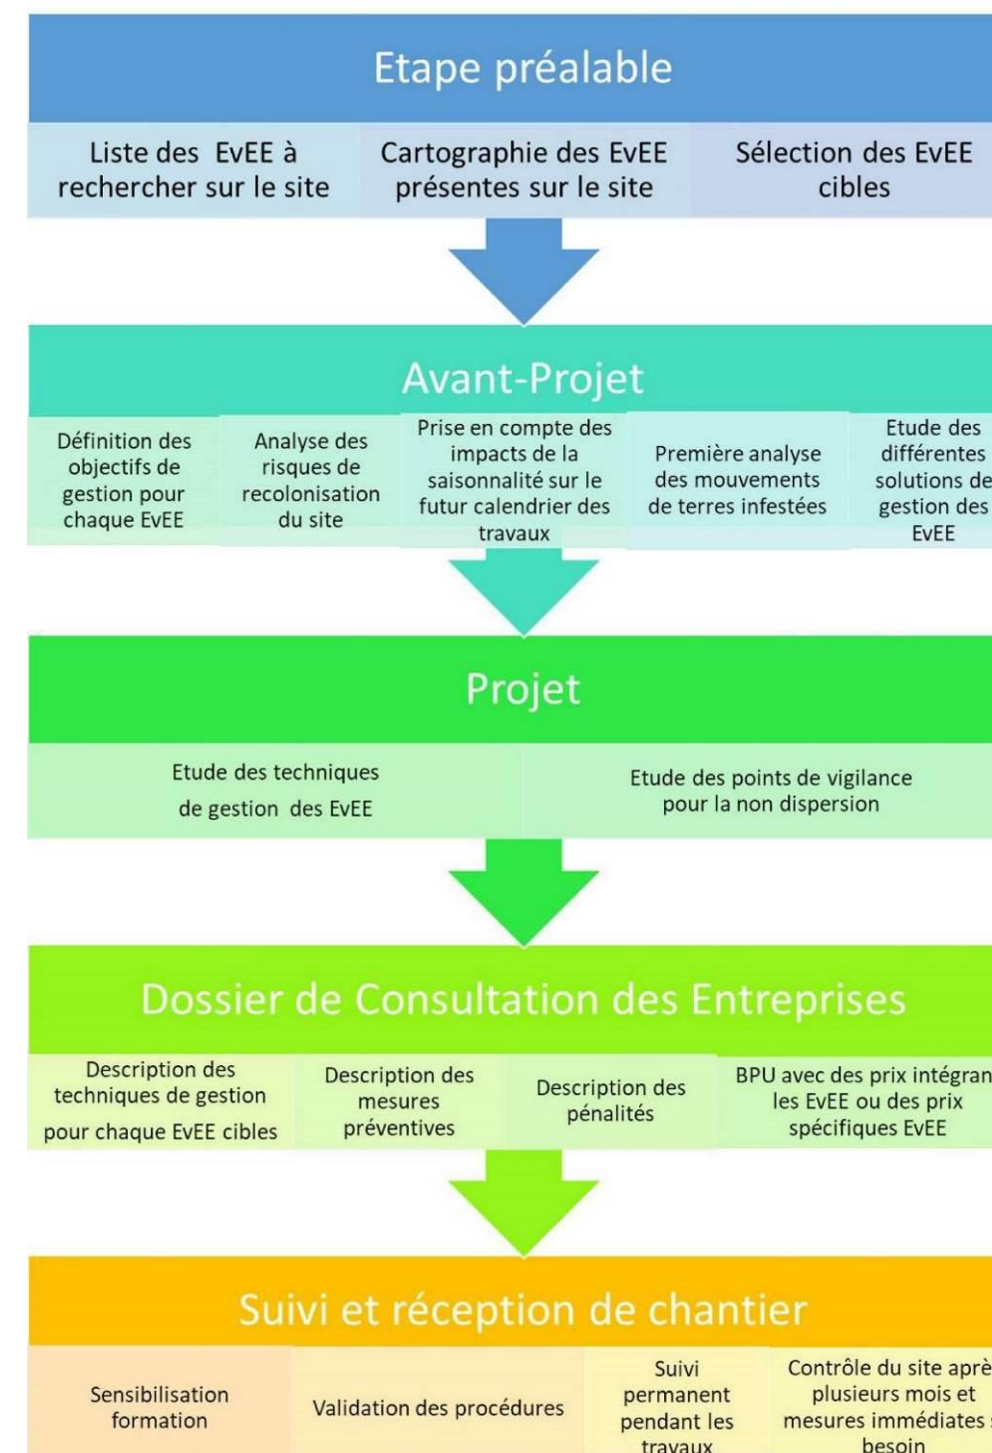 Etape préalable
Liste des EvEE à
rechercher sur le site
Cartographie des EvEE
présentes sur le site
Sélection des EvEE
cibles
Avant-Projet
Définition des
objectifs de
gestion pour
chaque EvEE
Analyse des
risques de
recolonisation
du site
Prise en compte des
impacts de la
saisonnalité sur le
futur calendrier des
travaux
Première analyse
des mouvements
de terres infestées
Etude des
différentes
solutions de
gestion des
EvEE
Projet
Etude des techniques
de gestion des EvEE
Etude des points de vigilance
pour la non dispersion
Dossier de Consultation des Entreprises
Description des
techniques de gestion
pour chaque EvEE cibles
Description des
mesures
préventives
Description des
pénalités
BPU avec des prix intégran
les EvEE ou des prix
spécifiques EvEE
Suivi et réception de chantier
Sensibilisation
formation
Validation des procédures
Suivi
permanent
pendant les
travaux
Contrôle du site aprè
plusieurs mois et
mesures immédiates s
besoin